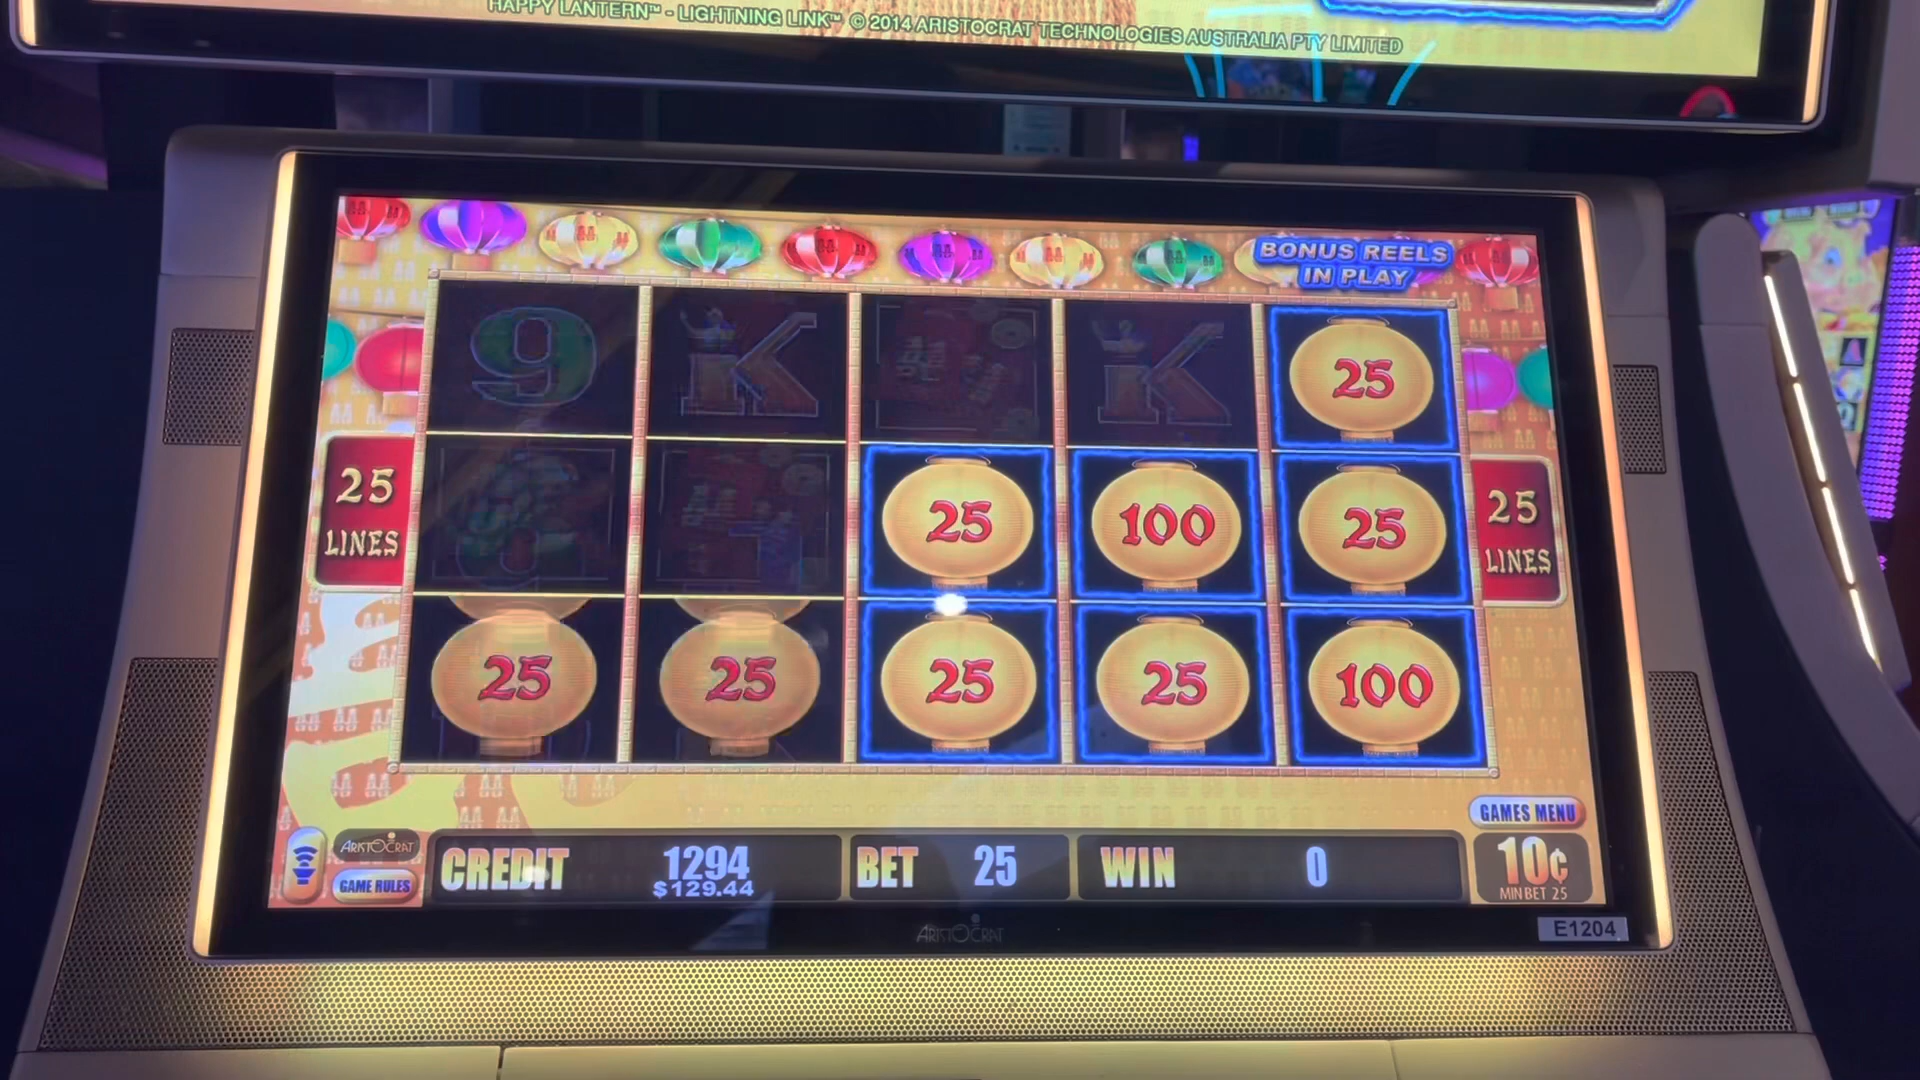 HAPPY LANTERN™ - LIGHTNING LINK™ © 2014 ARISTOCRAT TECHNOLOGIES AUSTRALIA PTY LIMITED
BONUS REELS
IN PLAY
9 K K 25
25
LINES
25 100 25
25
LINES
25 25 25 25 100
GAMES MENU
ARISTOCRAT
GAME RULES
CREDIT 1294
$129.44
BET 25
WIN 0
10¢
MIN BET 25
ARISTOCRAT
E1204